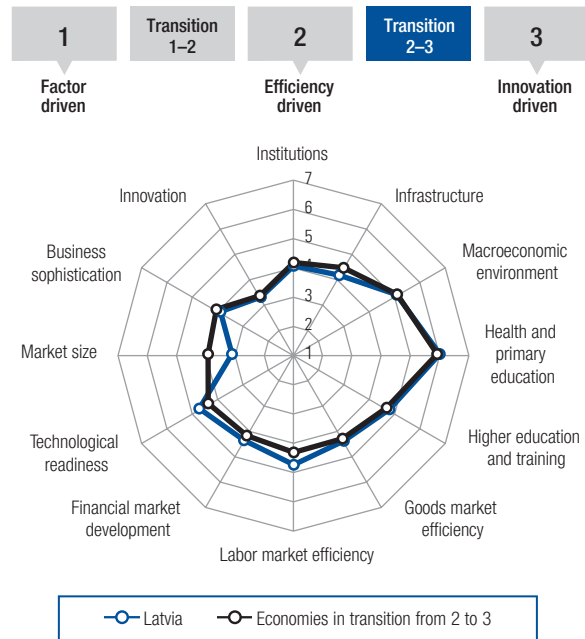 1
Transition
1–2
2
Transition
2–3
3
Factor
driven
Efficiency
driven
Innovation
driven
Institutions
7
Innovation
6
Infrastructure
5
Business
sophistication
4
Macroeconomic
environment
3
2
Market size
1
Health and
primary
education
Technological
readiness
Higher education
and training
Financial market
development
Goods market
efficiency
Labor market efficiency
Latvia
Economies in transition from 2 to 3